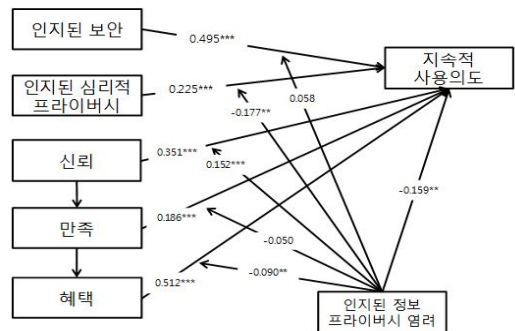 인지된 보안
0.495***
지속적
사용의도
인지된 심리적
프라이버시
0.225***
0.058
-0.177**
신뢰
0.351***
0.152***
-0.159**
만족
0.186***
-0.050
-0.090**
혜택
0.512***
인지된 정보
프라이버시 염려